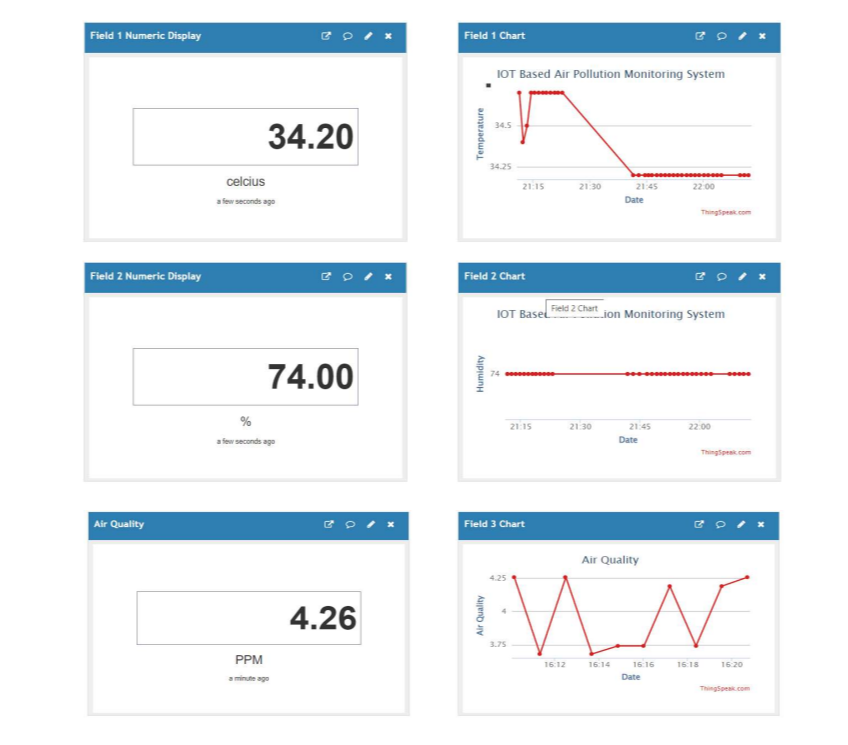 Field 1 Numeric Display
34.20
celcius
a few seconds ago
Field 1 Chart
IOT Based Air Pollution Monitoring System
Temperature
34.5
34.25
21:15 21:30 21:45 22:00
Date
ThingSpeak.com
Field 2 Numeric Display
74.00
%
a few seconds ago
Field 2 Chart
Field 2 Chart
IOT Based ion Monitoring System
Humidity
74
21:15 21:30 21:45 22:00
Date
ThingSpeak.com
Air Quality
4.26
PPM
a minute ago
Field 3 Chart
Air Quality
Air Quality
4.25
4
3.75
16:12 16:14 16:16 16:18 16:20
Date
ThingSpeak.com